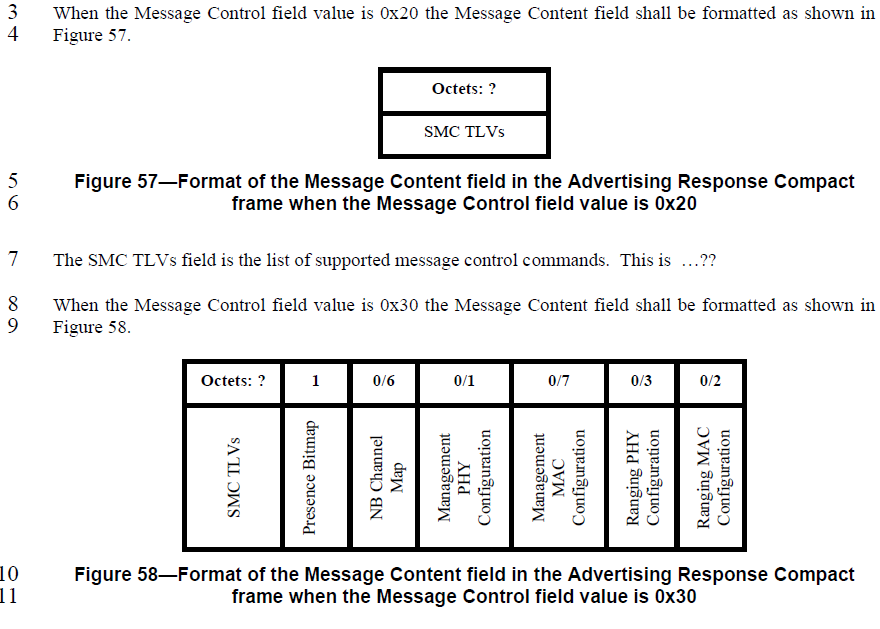 3 When the Message Control field value is 0x20 the Message Content field shall be formatted as shown in
4 Figure 57.
Octets: ?
SMC TLVs
5 Figure 57—Format of the Message Content field in the Advertising Response Compact
6 frame when the Message Control field value is 0x20
7 The SMC TLVs field is the list of supported message control commands.  This is …??
8 When the Message Control field value is 0x30 the Message Content field shall be formatted as shown in
9 Figure 58.
Octets: ? 1 0/6 0/1 0/7 0/3 0/2
SMC TLVs
Presence Bitmap
NB Channel
Map
Management
PHY
Configuration
Management
MAC
Configuration
Ranging PHY
Configuration
Ranging MAC
Configuration
10 Figure 58—Format of the Message Content field in the Advertising Response Compact
11 frame when the Message Control field value is 0x30